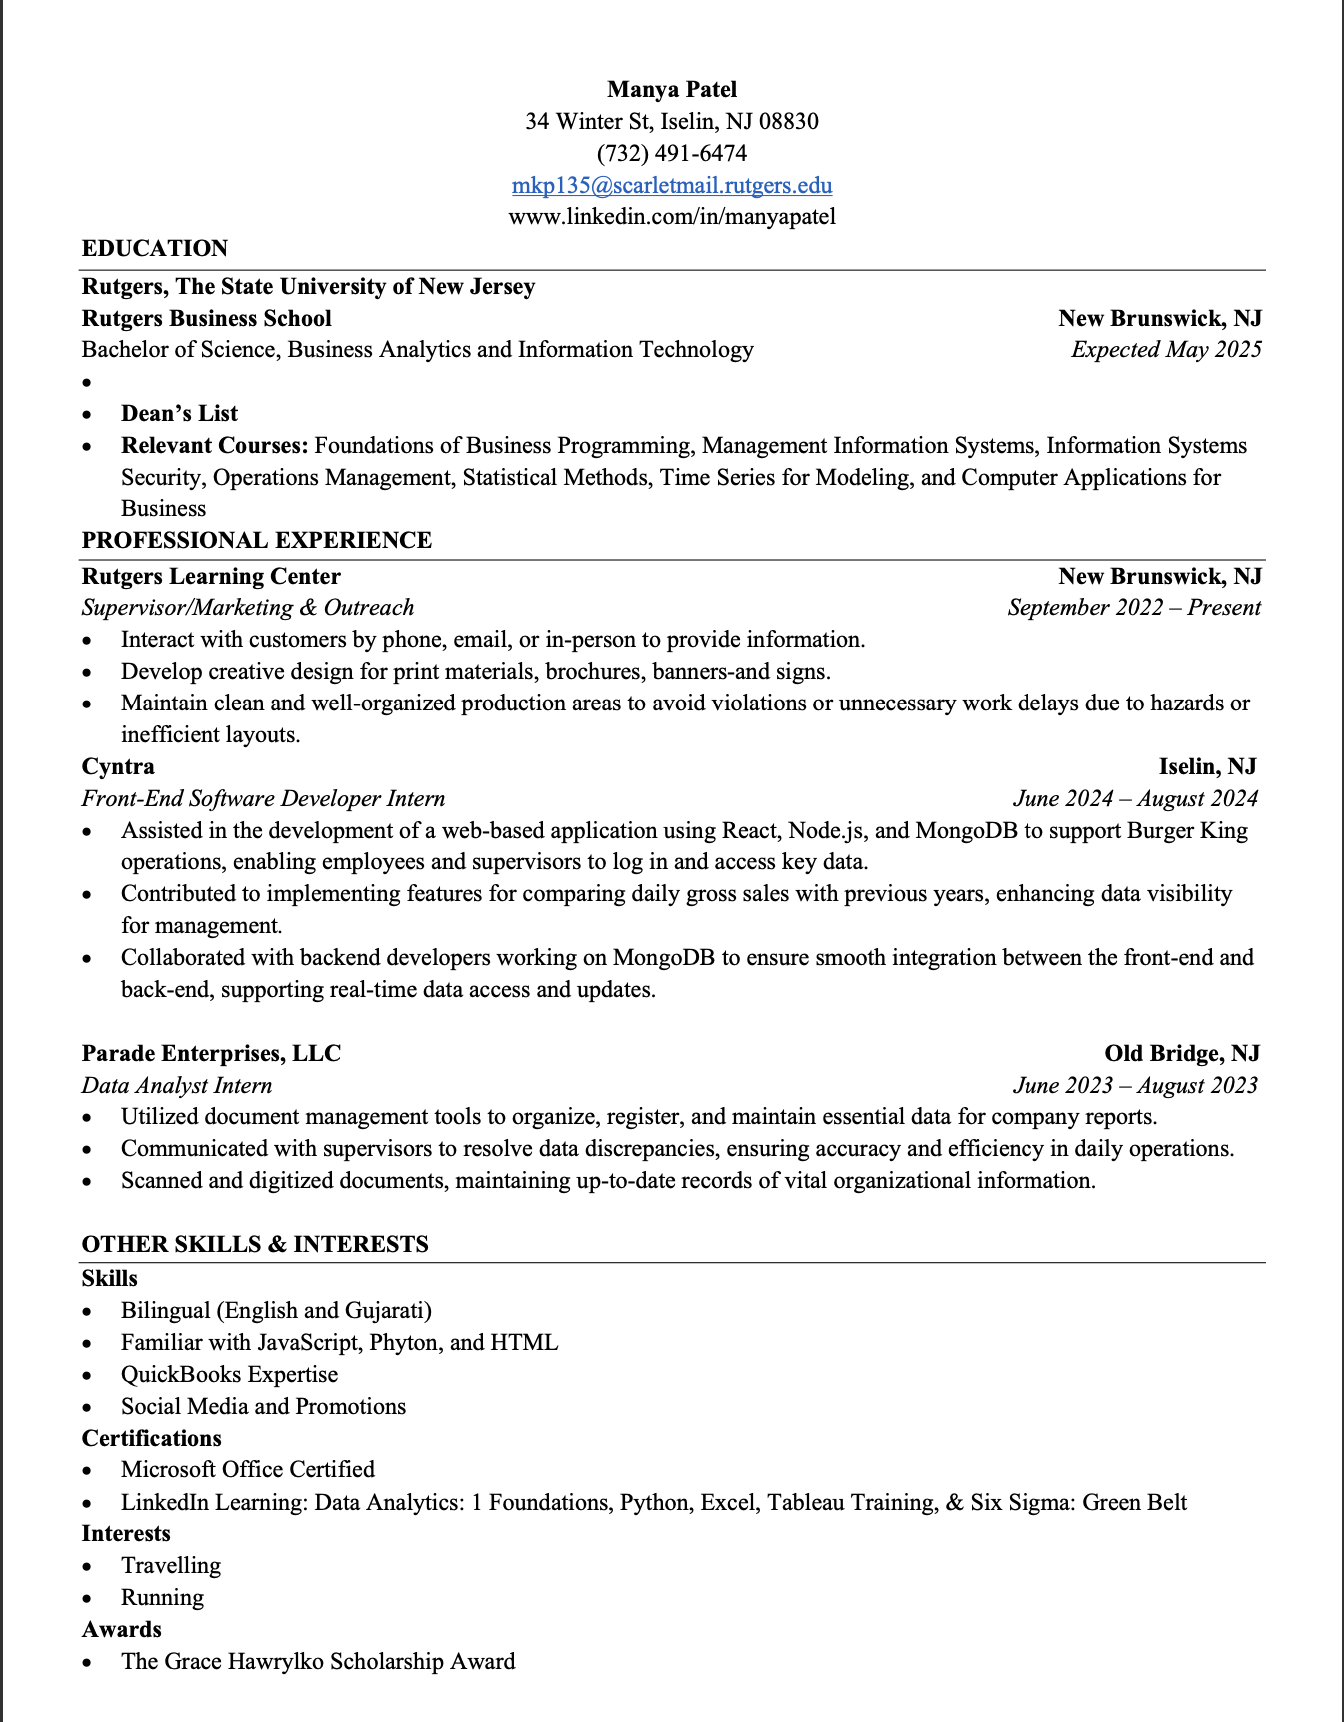 Manya Patel
34 Winter St, Iselin, NJ 08830
(732) 491-6474
mkp135@scarletmail.rutgers.edu
www.linkedin.com/in/manyapatel
EDUCATION
Rutgers, The State University of New Jersey
Rutgers Business School New Brunswick, NJ
Bachelor of Science, Business Analytics and Information Technology Expected May 2025
•
• Dean’s List
• Relevant Courses: Foundations of Business Programming, Management Information Systems, Information Systems
Security, Operations Management, Statistical Methods, Time Series for Modeling, and Computer Applications for
Business
PROFESSIONAL EXPERIENCE
Rutgers Learning Center New Brunswick, NJ
Supervisor/Marketing & Outreach September 2022 – Present
• Interact with customers by phone, email, or in-person to provide information.
• Develop creative design for print materials, brochures, banners-and signs.
• Maintain clean and well-organized production areas to avoid violations or unnecessary work delays due to hazards or
inefficient layouts.
Cyntra Iselin, NJ
Front-End Software Developer Intern June 2024 – August 2024
• Assisted in the development of a web-based application using React, Node.js, and MongoDB to support Burger King
operations, enabling employees and supervisors to log in and access key data.
• Contributed to implementing features for comparing daily gross sales with previous years, enhancing data visibility
for management.
• Collaborated with backend developers working on MongoDB to ensure smooth integration between the front-end and
back-end, supporting real-time data access and updates.
Parade Enterprises, LLC Old Bridge, NJ
Data Analyst Intern June 2023 – August 2023
• Utilized document management tools to organize, register, and maintain essential data for company reports.
• Communicated with supervisors to resolve data discrepancies, ensuring accuracy and efficiency in daily operations.
• Scanned and digitized documents, maintaining up-to-date records of vital organizational information.
OTHER SKILLS & INTERESTS
Skills
• Bilingual (English and Gujarati)
• Familiar with JavaScript, Phyton, and HTML
• QuickBooks Expertise
• Social Media and Promotions
Certifications
• Microsoft Office Certified
• LinkedIn Learning: Data Analytics: 1 Foundations, Python, Excel, Tableau Training, & Six Sigma: Green Belt
Interests
• Travelling
• Running
Awards
• The Grace Hawrylko Scholarship Award